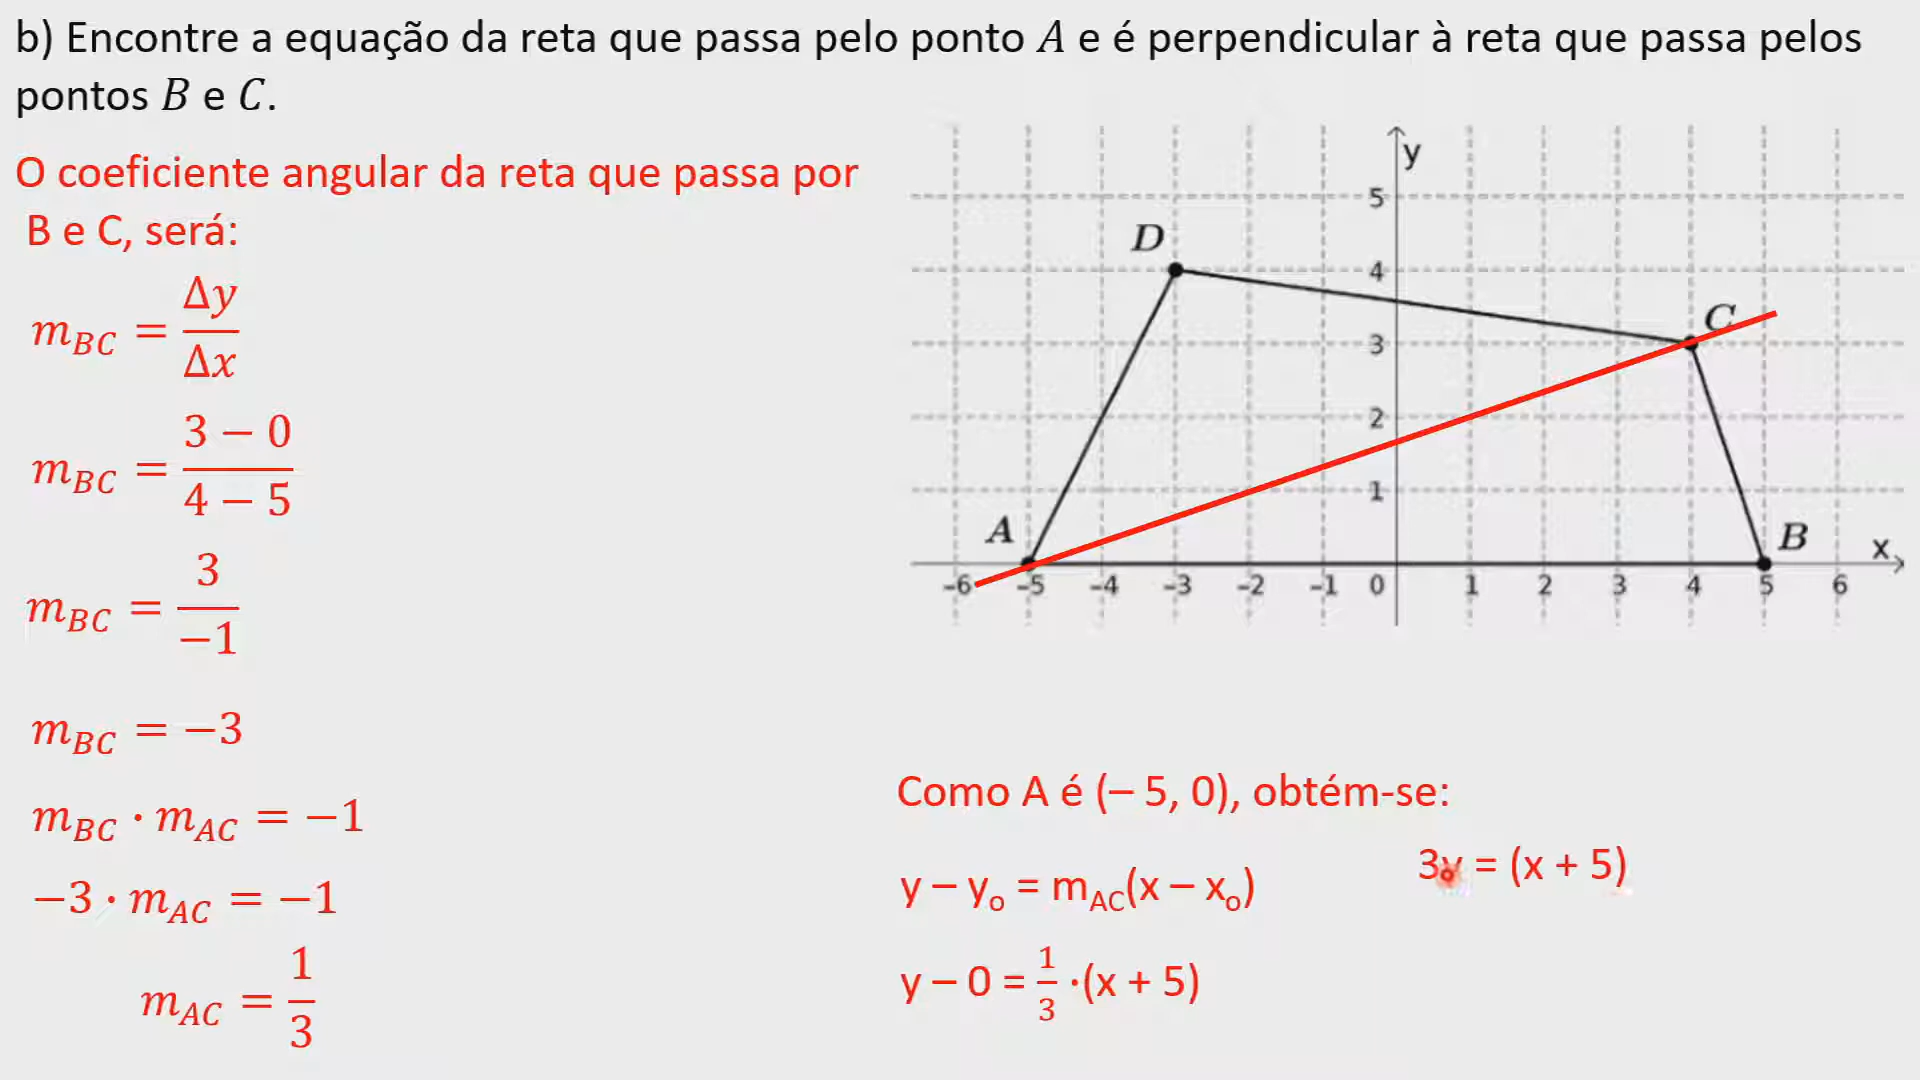 b) Encontre a equação da reta que passa pelo ponto A e é perpendicular à reta que passa pelos
pontos B e C.
O coeficiente angular da reta que passa por
B e C, será:
m_BC = Δy/Δx
m_BC = (3 − 0)/(4 − 5)
m_BC = 3/−1
m_BC = −3
m_BC · m_AC = −1
−3 · m_AC = −1
m_AC = 1/3
y
5
D
4
C
3
2
1
A
B
x
-6 -5 -4 -3 -2 -1 0 1 2 3 4 5 6
Como A é (– 5, 0), obtém-se:
y – y₀ = m_AC(x – x₀)
y – 0 = 1/3 ·(x + 5)
3y = (x + 5)